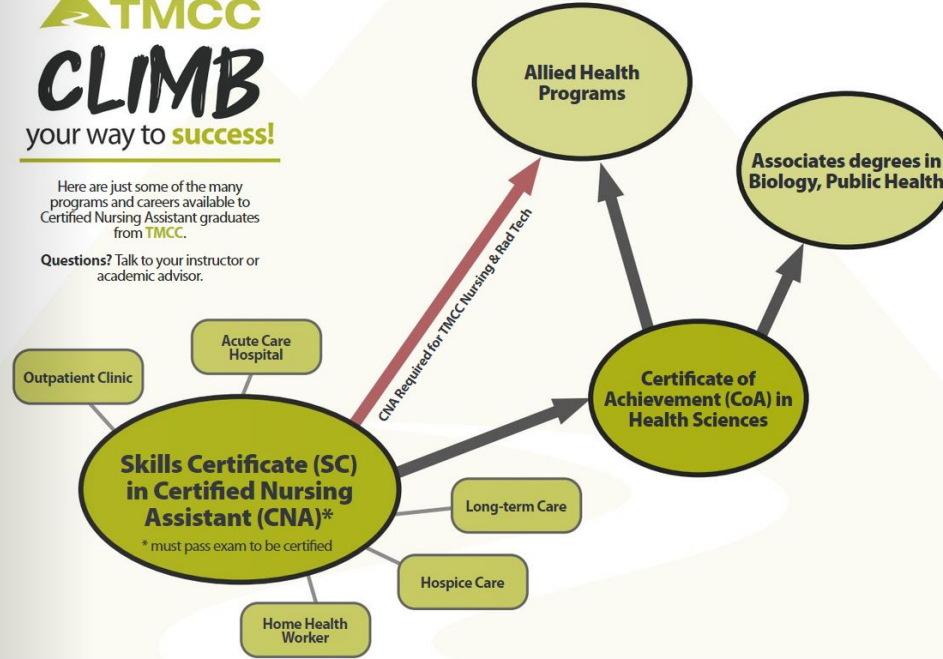 TMCC
CLIMB
your way to success!
Here are just some of the many
programs and careers available to
Certified Nursing Assistant graduates
from TMCC.
Questions? Talk to your instructor or
academic advisor.
Allied Health
Programs
Associates degrees in
Biology, Public Health
CNA Required for TMCC Nursing & Rad Tech
Certificate of
Achievement (CoA) in
Health Sciences
Acute Care
Hospital
Outpatient Clinic
Skills Certificate (SC)
in Certified Nursing
Assistant (CNA)*
* must pass exam to be certified
Long-term Care
Hospice Care
Home Health
Worker